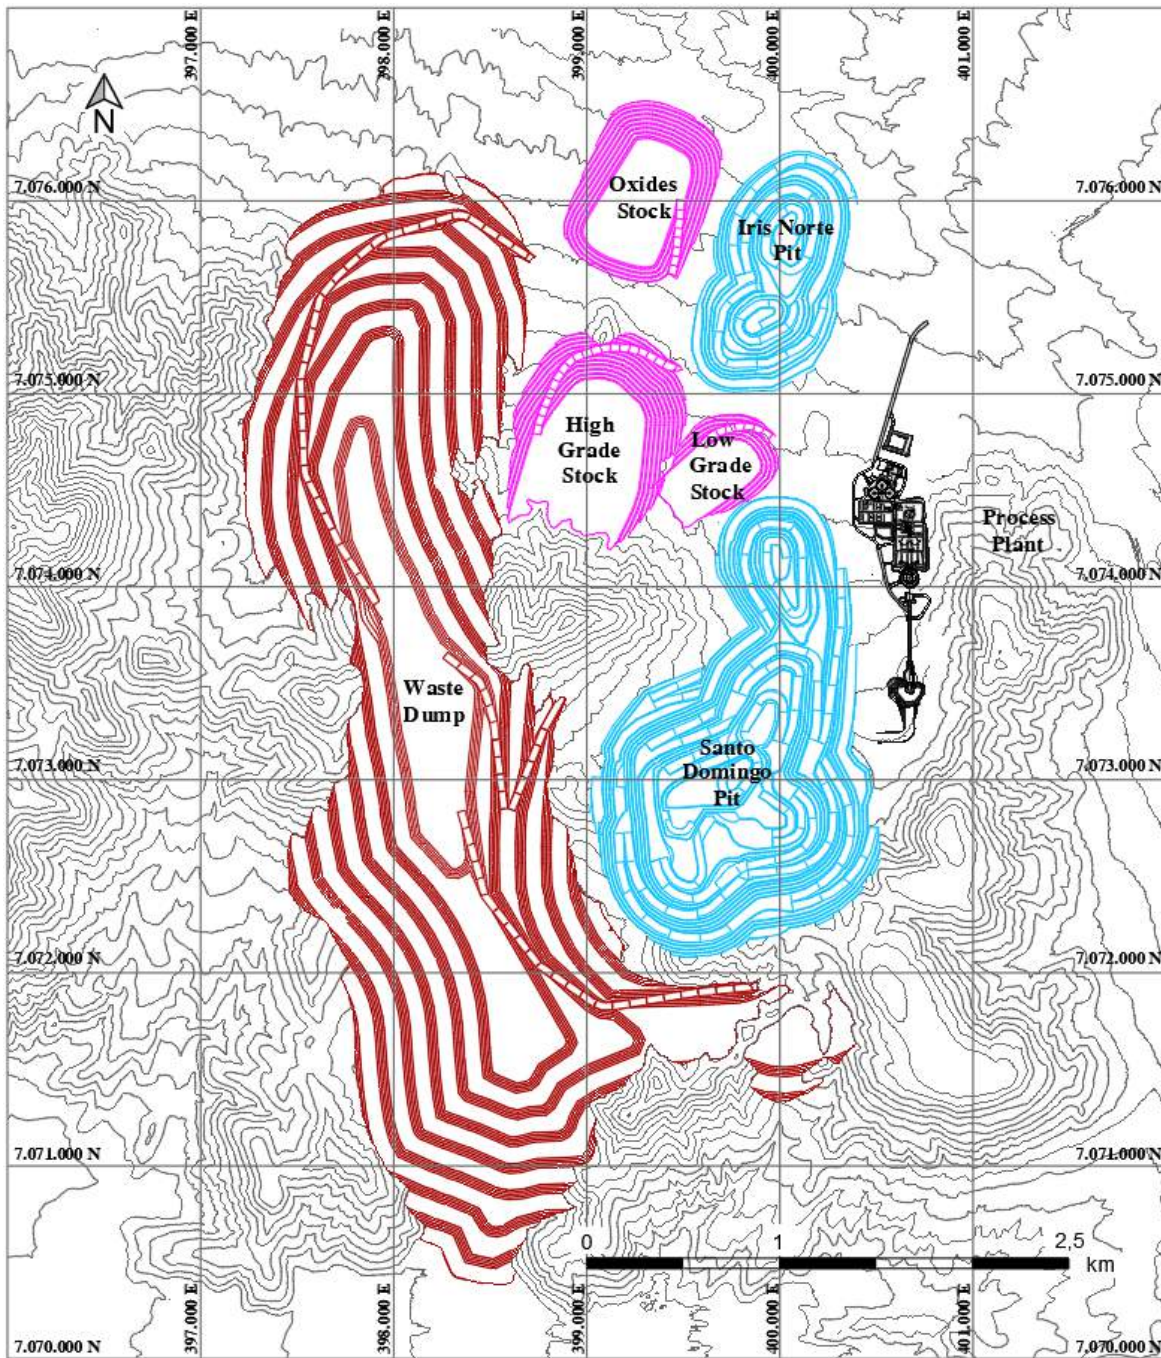 397.000 E
398.000 E
399.000 E
400.000 E
401.000 E
N
7.076.000 N
7.076.000 N
Oxides
Stock
Iris Norte
Pit
7.075.000 N
7.075.000 N
High
Grade
Stock
Low
Grade
Stock
Process
Plant
7.074.000 N
7.074.000 N
Waste
Dump
Santo
Domingo
Pit
7.073.000 N
7.073.000 N
7.072.000 N
7.072.000 N
7.071.000 N
7.071.000 N
0
1
2,5
km
397.000 E
398.000 E
399.000 E
400.000 E
401.000 E
7.070.000 N
7.070.000 N